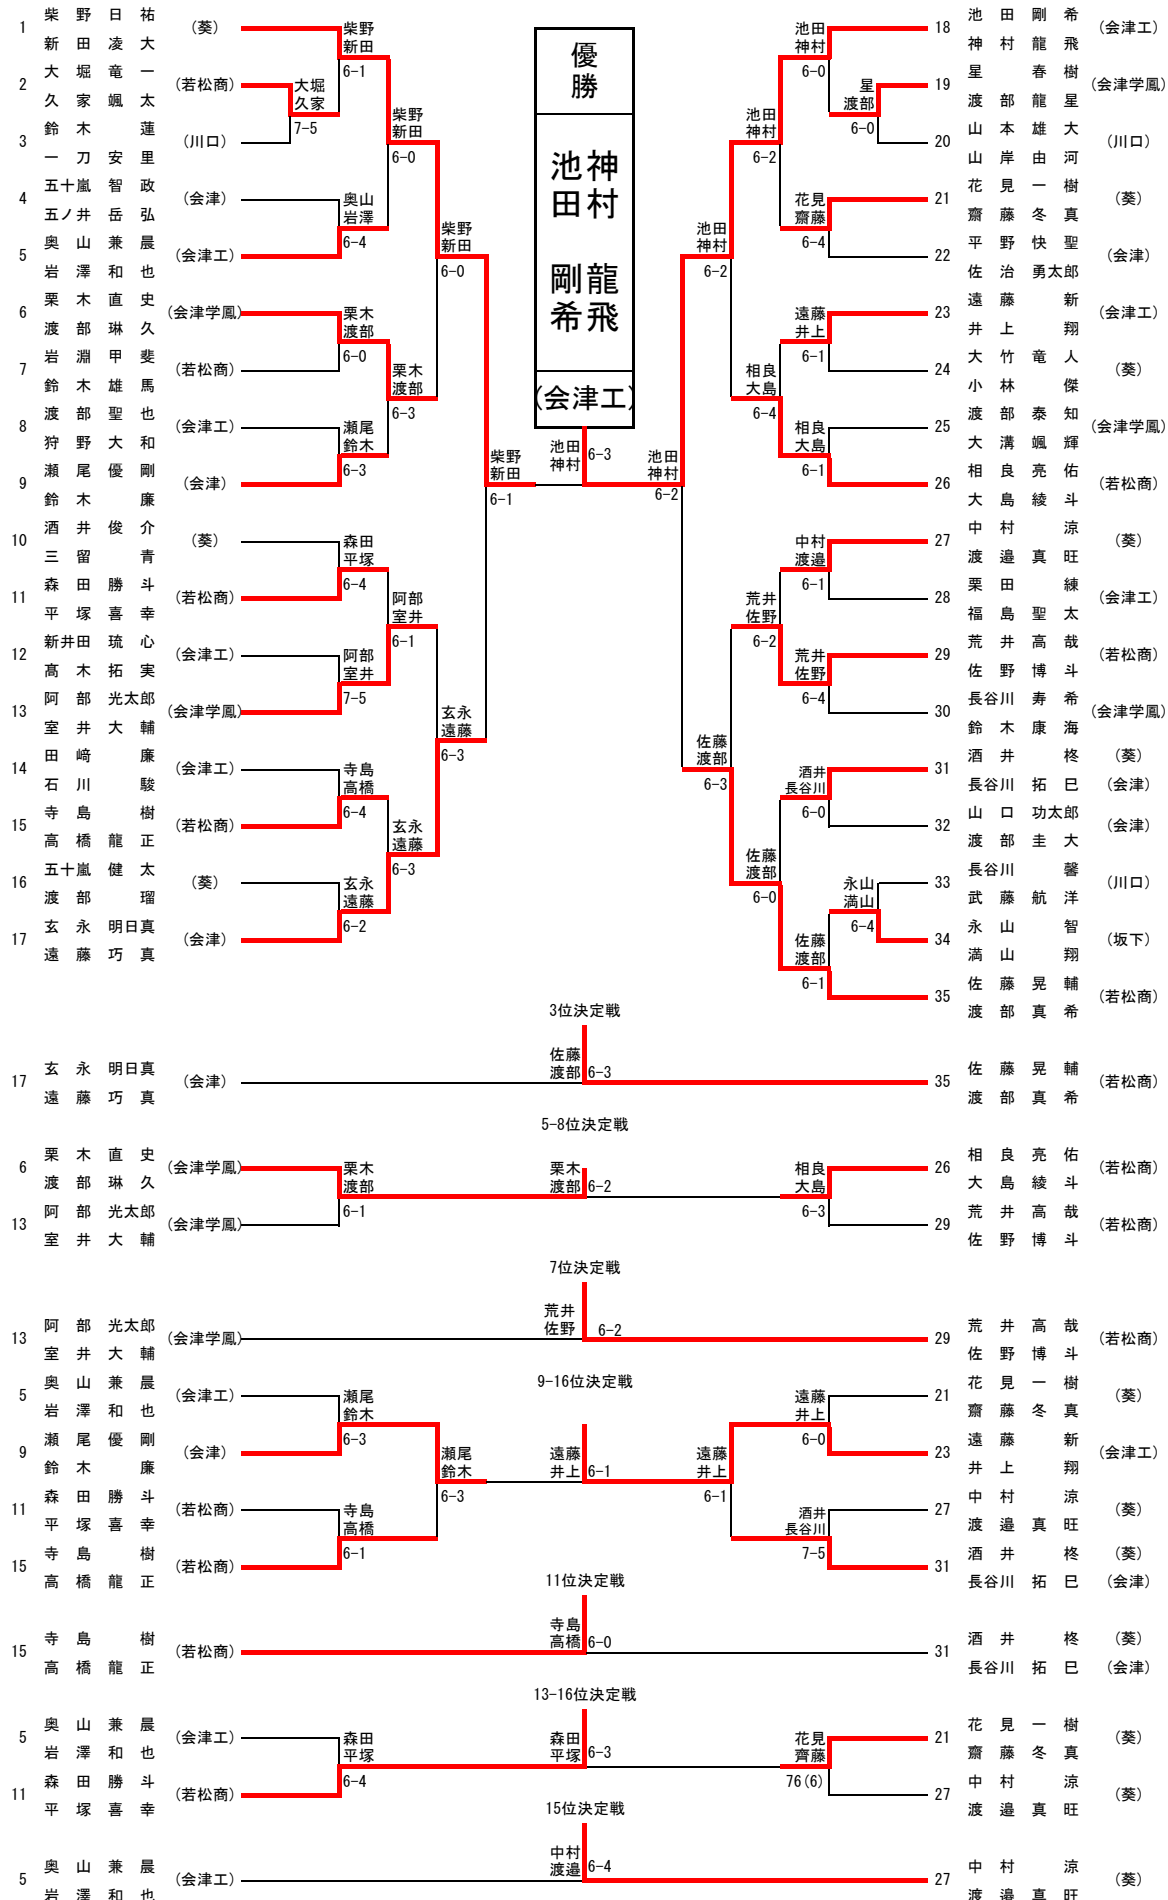 優勝
池田 剛希
神村 龍飛
(会津工)
1 柴野日祐 (葵)
新田凌大
2 大堀竜一 (若松商)
久家颯太
3 鈴木蓮 (川口)
一刀安里
4 五十嵐智政 (会津)
五ノ井岳弘
5 奥山兼晨 (会津工)
岩澤和也
6 栗木直史 (会津学鳳)
渡部琳久
7 岩淵甲斐 (若松商)
鈴木雄馬
8 渡部聖也 (会津工)
狩野大和
9 瀬尾優剛 (会津)
鈴木廉
10 酒井俊介 (葵)
三留青
11 森田勝斗 (若松商)
平塚喜幸
12 新井田琉心 (会津工)
髙木拓実
13 阿部光太郎 (会津学鳳)
室井大輔
14 田﨑廉 (会津工)
石川駿
15 寺島樹 (若松商)
高橋龍正
16 五十嵐健太 (葵)
渡部瑠
17 玄永明日真 (会津)
遠藤巧真
柴野
新田
6-1
大堀
久家
7-5
柴野
新田
6-0
奥山
岩澤
6-4
柴野
新田
6-0
栗木
渡部
6-0
栗木
渡部
6-3
瀬尾
鈴木
6-3
柴野
新田
6-1
森田
平塚
6-4
阿部
室井
6-1
阿部
室井
7-5
玄永
遠藤
6-3
寺島
高橋
6-4
玄永
遠藤
6-3
玄永
遠藤
6-2
池田
神村
6-3
18 池田剛希 (会津工)
神村龍飛
19 星春樹 (会津学鳳)
渡部龍星
20 山本雄大 (川口)
山岸由河
21 花見一樹 (葵)
齋藤冬真
22 平野快聖 (会津)
佐治勇太郎
23 遠藤新 (会津工)
井上翔
24 大竹竜人 (葵)
小林傑
25 渡部泰知 (会津学鳳)
大溝颯輝
26 相良亮佑 (若松商)
大島綾斗
27 中村涼 (葵)
渡邉真旺
28 栗田練 (会津工)
福島聖太
29 荒井高哉 (若松商)
佐野博斗
30 長谷川寿希 (会津学鳳)
鈴木康海
31 酒井柊 (葵)
長谷川拓巳 (会津)
32 山口功太郎 (会津)
渡部圭大
33 長谷川馨 (川口)
武藤航洋
34 永山智 (坂下)
満山翔
35 佐藤晃輔 (若松商)
渡部真希
池田
神村
6-0
星
渡部
6-0
池田
神村
6-2
花見
齋藤
6-4
池田
神村
6-2
遠藤
井上
6-1
相良
大島
6-4
相良
大島
6-1
池田
神村
6-2
中村
渡邉
6-1
荒井
佐野
6-2
荒井
佐野
6-4
佐藤
渡部
6-3
酒井
長谷川
6-0
佐藤
渡部
6-0
永山
満山
6-4
佐藤
渡部
6-1
3位決定戦
17 玄永明日真 (会津)
遠藤巧真
佐藤
渡部 6-3
35 佐藤晃輔 (若松商)
渡部真希
5-8位決定戦
6 栗木直史 (会津学鳳)
渡部琳久
13 阿部光太郎 (会津学鳳)
室井大輔
栗木
渡部
6-1
栗木
渡部 6-2
相良
大島
6-3
26 相良亮佑 (若松商)
大島綾斗
29 荒井高哉 (若松商)
佐野博斗
7位決定戦
13 阿部光太郎 (会津学鳳)
室井大輔
荒井
佐野 6-2
29 荒井高哉 (若松商)
佐野博斗
9-16位決定戦
5 奥山兼晨 (会津工)
岩澤和也
9 瀬尾優剛 (会津)
鈴木廉
11 森田勝斗 (若松商)
平塚喜幸
15 寺島樹 (若松商)
高橋龍正
瀬尾
鈴木
6-3
瀬尾
鈴木
6-3
寺島
高橋
6-1
遠藤
井上 6-1
遠藤
井上
6-0
遠藤
井上
6-1
酒井
長谷川
7-5
21 花見一樹 (葵)
齋藤冬真
23 遠藤新 (会津工)
井上翔
27 中村涼 (葵)
渡邉真旺
31 酒井柊 (葵)
長谷川拓巳 (会津)
11位決定戦
15 寺島樹 (若松商)
高橋龍正
寺島
高橋 6-0
31 酒井柊 (葵)
長谷川拓巳 (会津)
13-16位決定戦
5 奥山兼晨 (会津工)
岩澤和也
11 森田勝斗 (若松商)
平塚喜幸
森田
平塚
6-4
森田
平塚 6-3
花見
齊藤
76(6)
21 花見一樹 (葵)
齋藤冬真
27 中村涼 (葵)
渡邉真旺
15位決定戦
5 奥山兼晨 (会津工)
岩澤和也
中村
渡邉 6-4
27 中村涼 (葵)
渡邉真旺